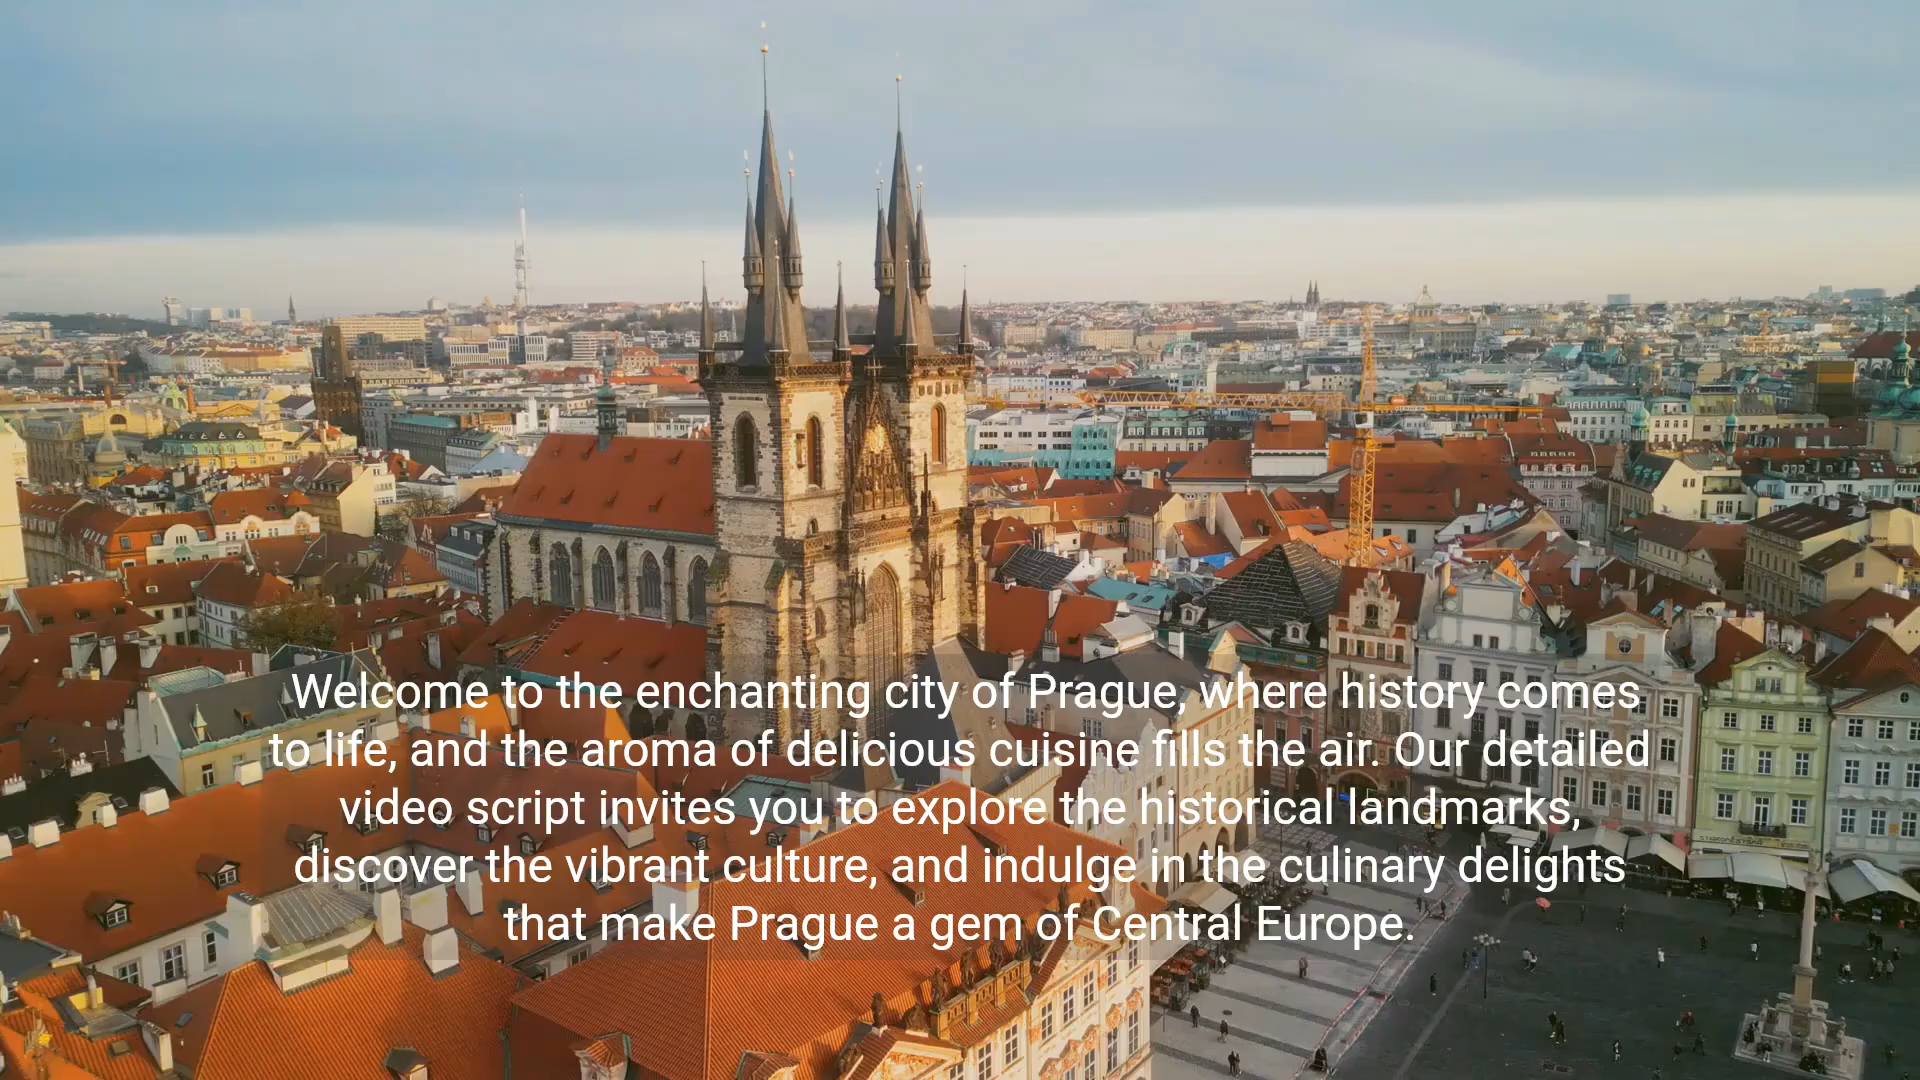 Welcome to the enchanting city of Prague, where history comes
to life, and the aroma of delicious cuisine fills the air. Our detailed
video script invites you to explore the historical landmarks,
discover the vibrant culture, and indulge in the culinary delights
that make Prague a gem of Central Europe.